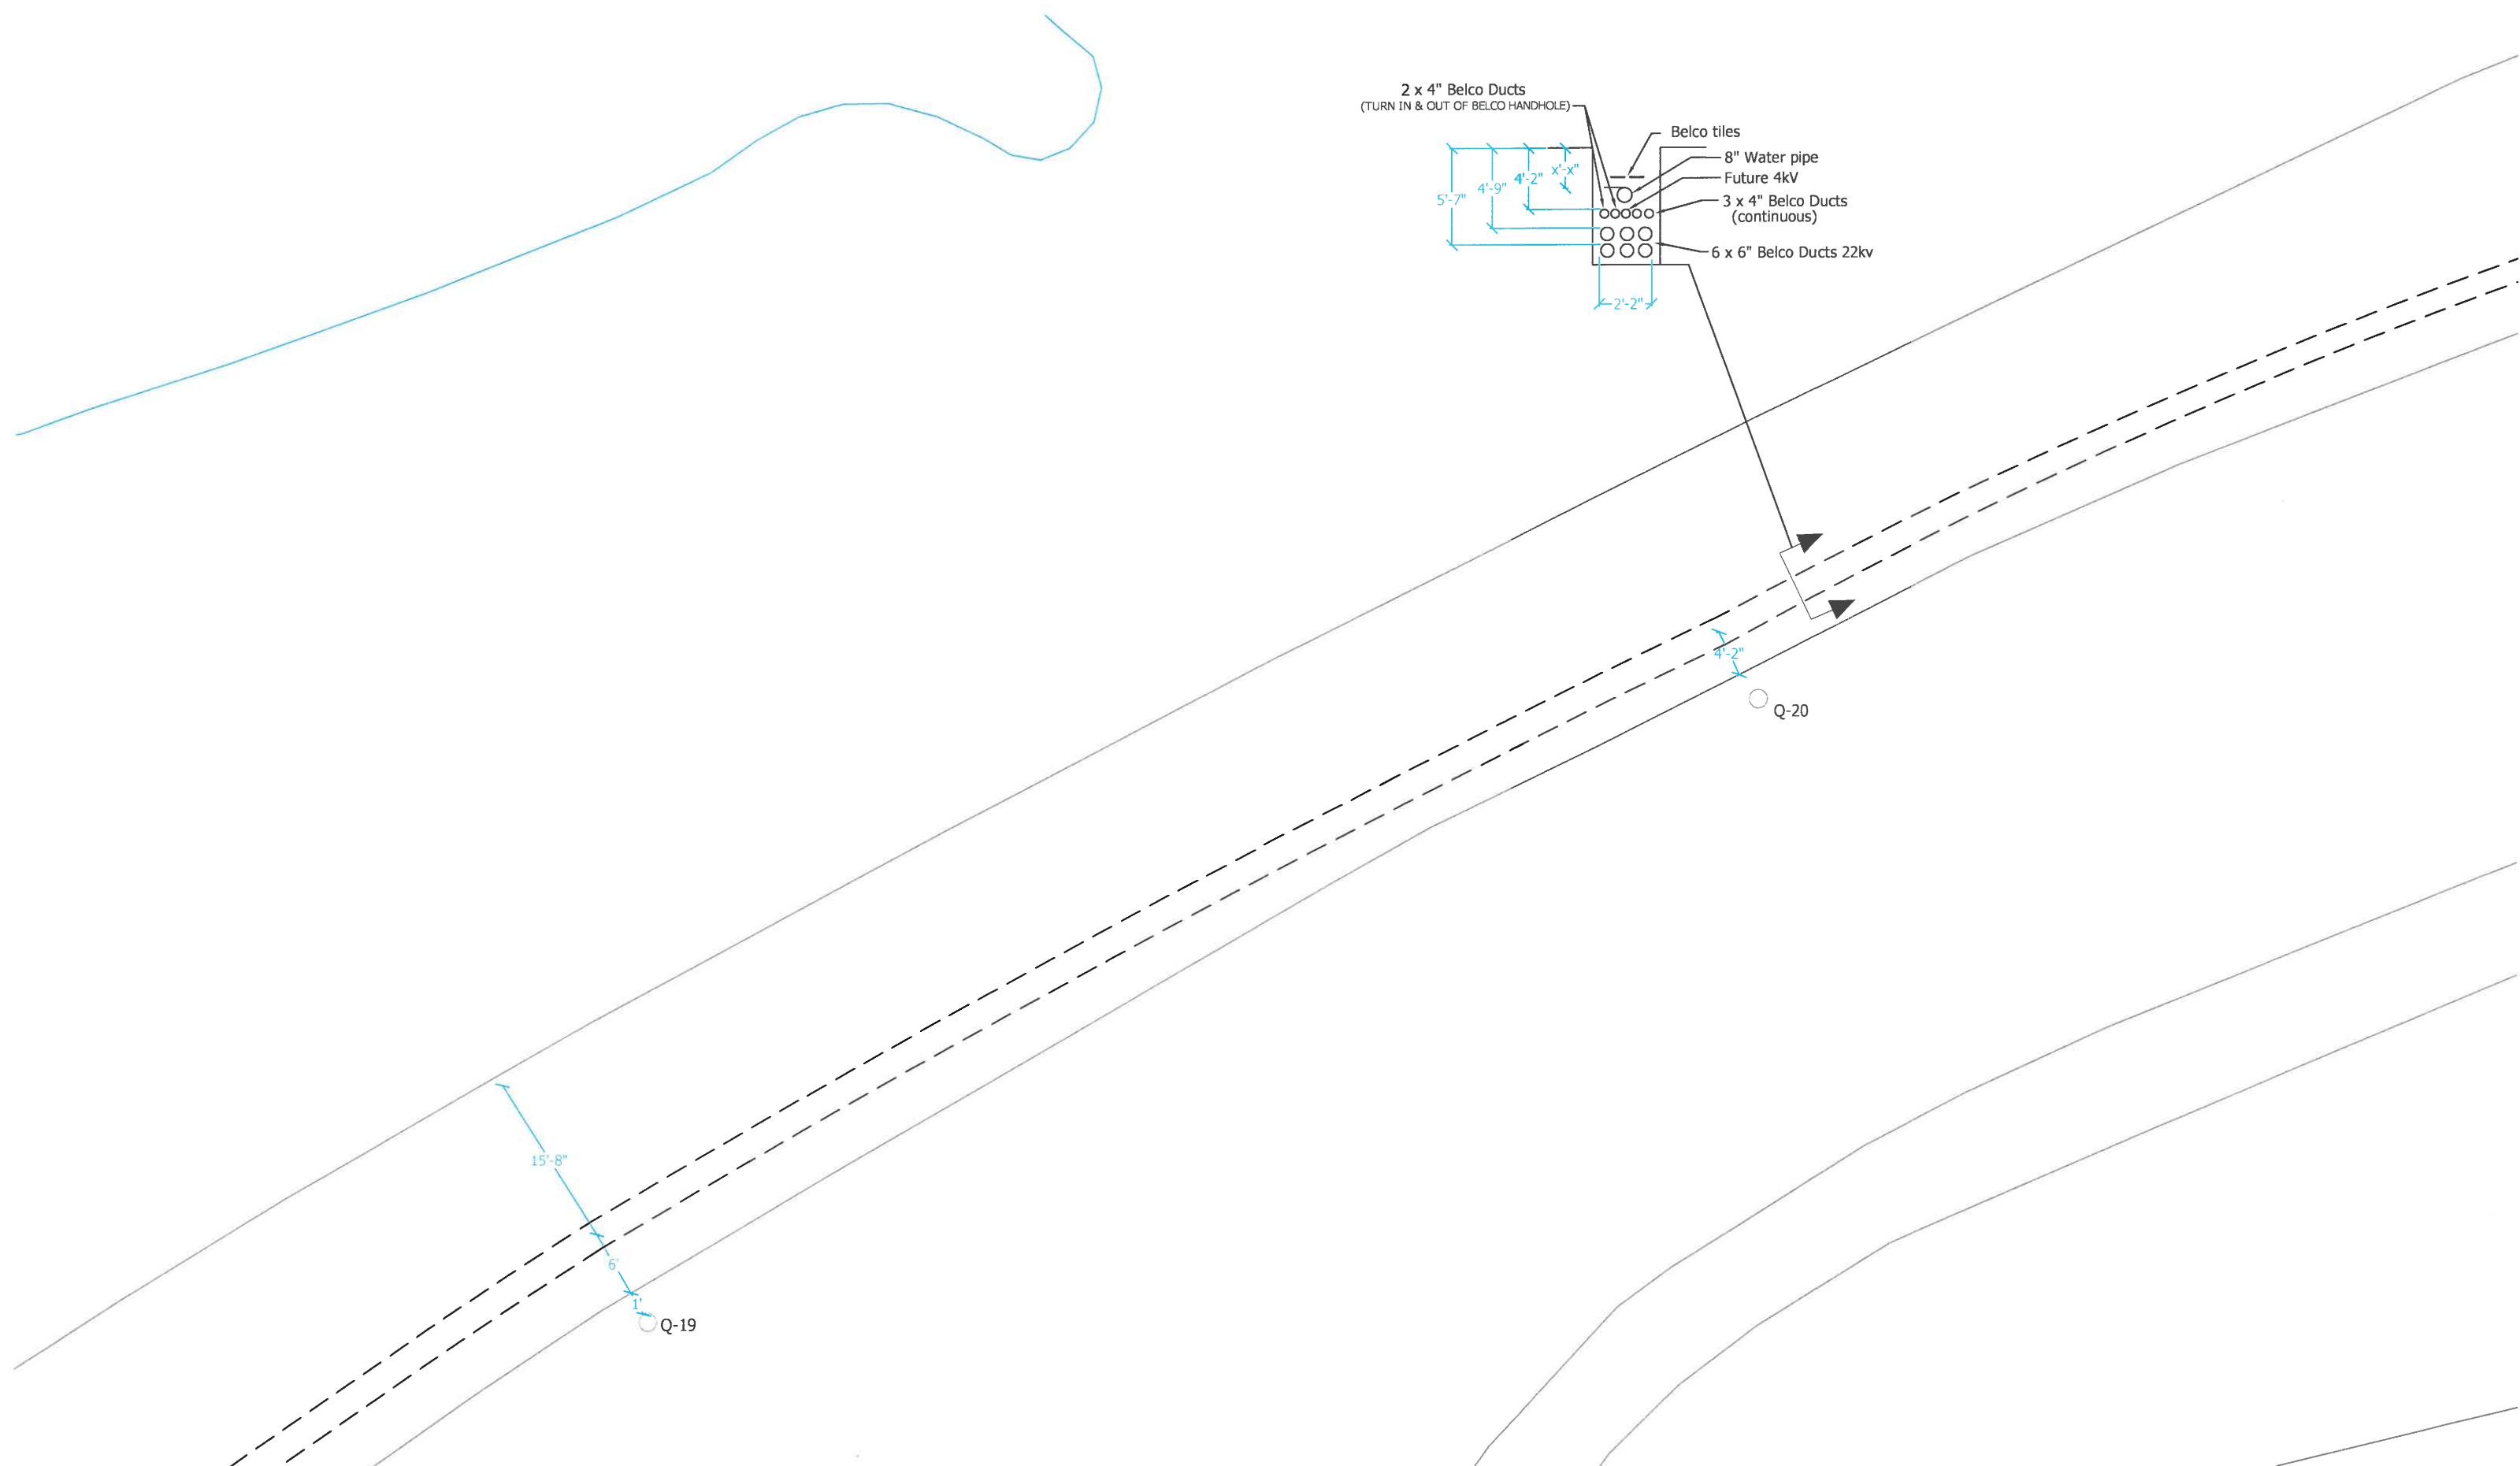 2 x 4" Belco Ducts
(TURN IN & OUT OF BELCO HANDHOLE)
Belco tiles
8" Water pipe
Future 4kV
3 x 4" Belco Ducts
(continuous)
6 x 6" Belco Ducts 22kv
5'-7"
4'-9"
4'-2"
x'-x"
2'-2"
4'-2"
Q-20
15'-8"
6'
1'
Q-19